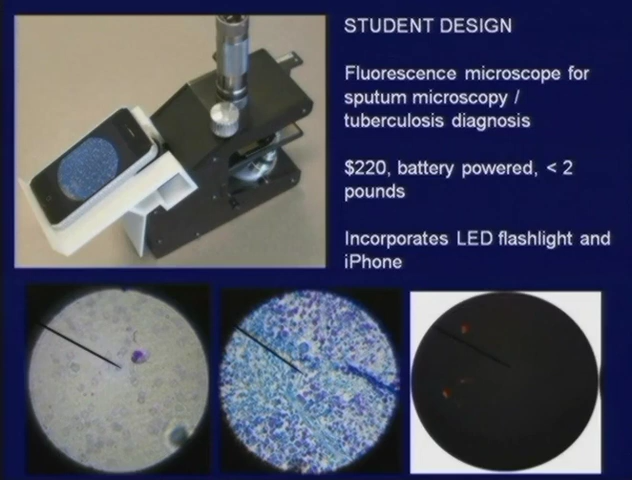 STUDENT DESIGN
Fluorescence microscope for
sputum microscopy /
tuberculosis diagnosis
$220, battery powered, < 2
pounds
Incorporates LED flashlight and
iPhone